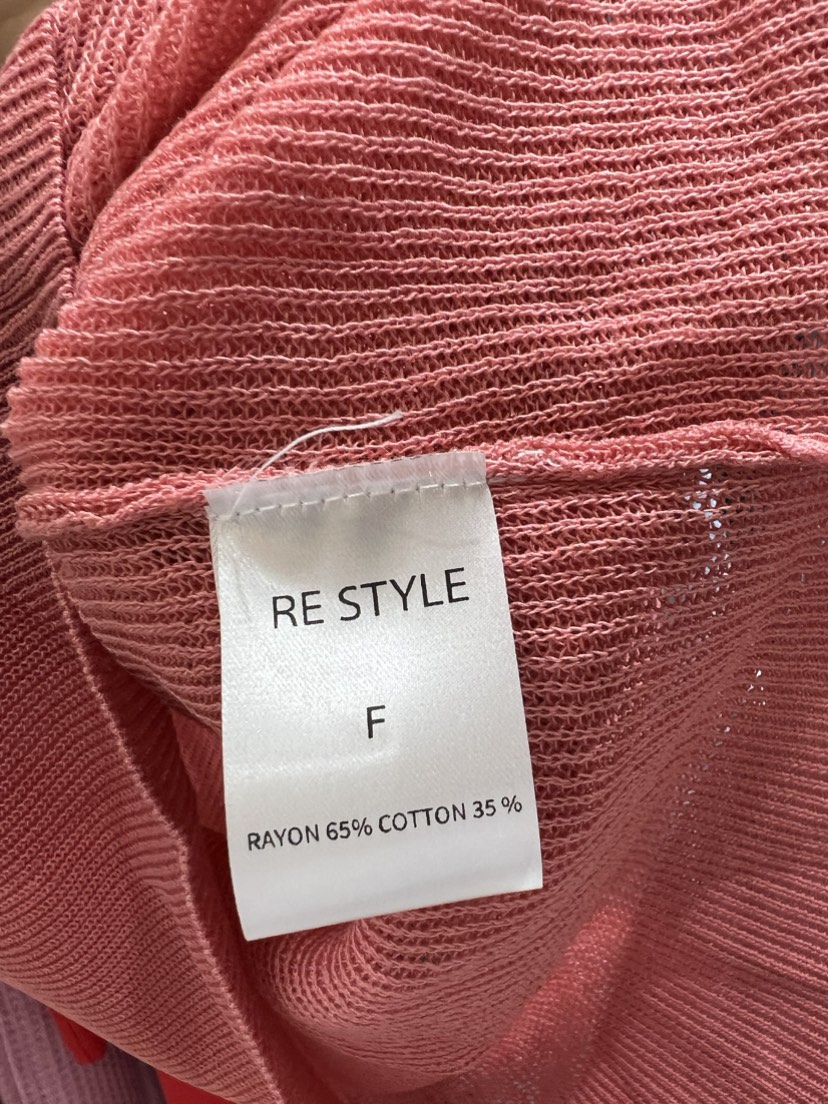 RE STYLE
F
RAYON 65% COTTON 35 %